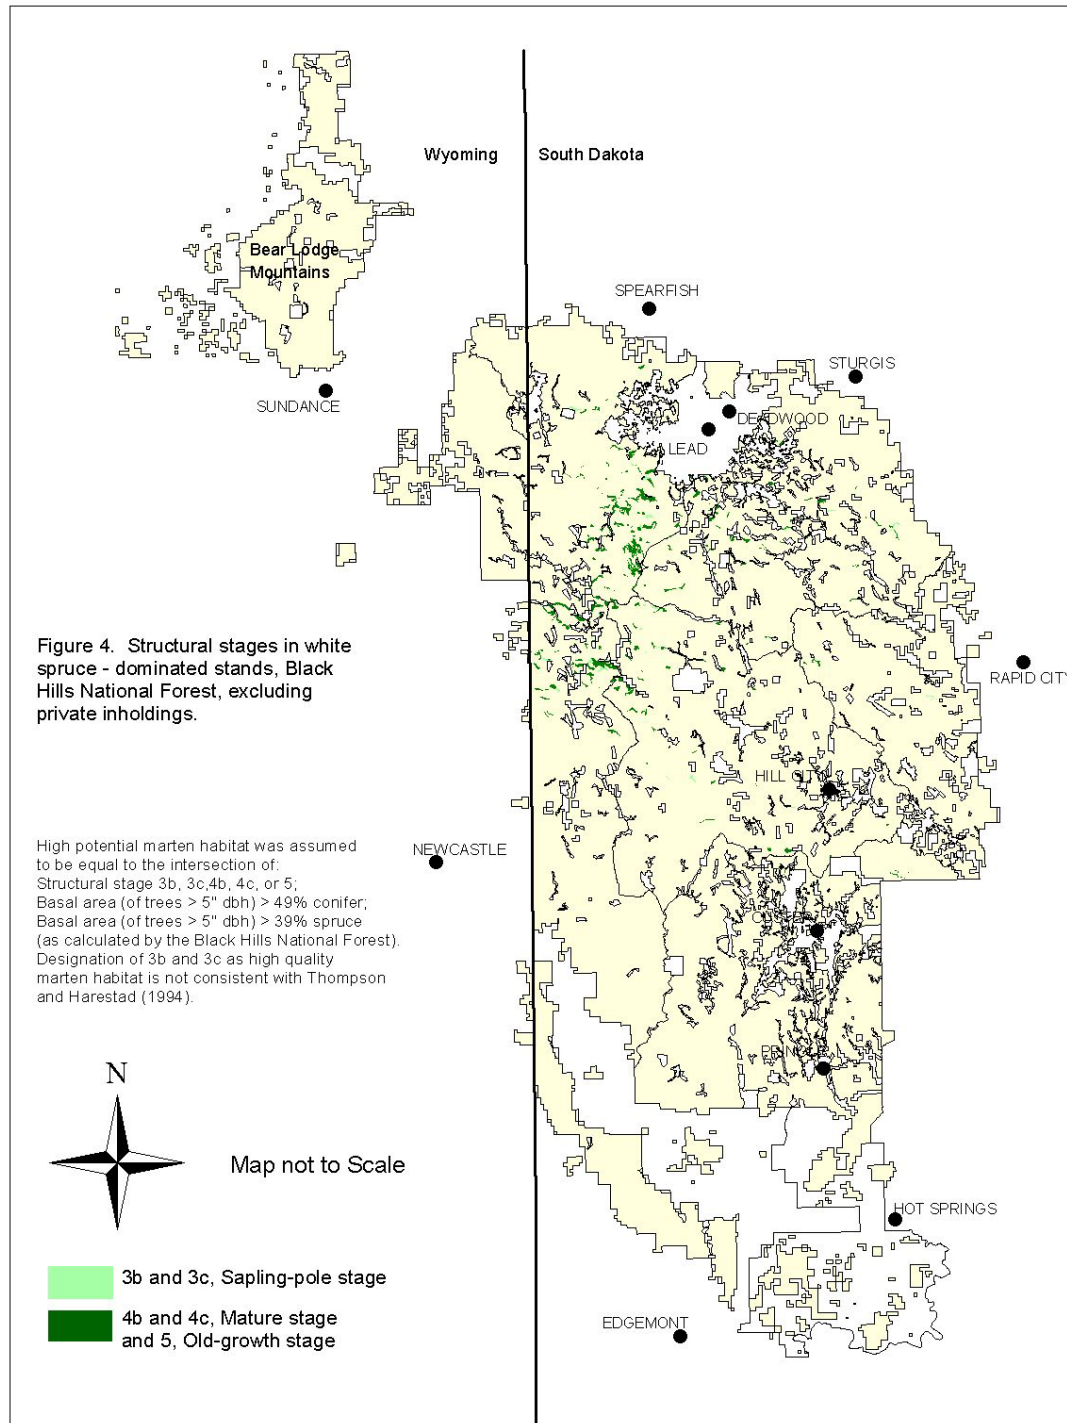 Wyoming
South Dakota
Bear Lodge
Mountains
SPEARFISH
STURGIS
SUNDANCE
DEADWOOD
LEAD
Figure 4.  Structural stages in white
spruce - dominated stands, Black
Hills National Forest, excluding
private inholdings.
RAPID CITY
HILL CITY
High potential marten habitat was assumed
to be equal to the intersection of:
Structural stage 3b, 3c,4b, 4c, or 5;
Basal area (of trees > 5" dbh) > 49% conifer;
Basal area (of trees > 5" dbh) > 39% spruce
(as calculated by the Black Hills National Forest).
Designation of 3b and 3c as high quality
marten habitat is not consistent with Thompson
and Harestad (1994).
NEWCASTLE
N
Map not to Scale
HOT SPRINGS
3b and 3c, Sapling-pole stage
4b and 4c, Mature stage
and 5, Old-growth stage
EDGEMONT